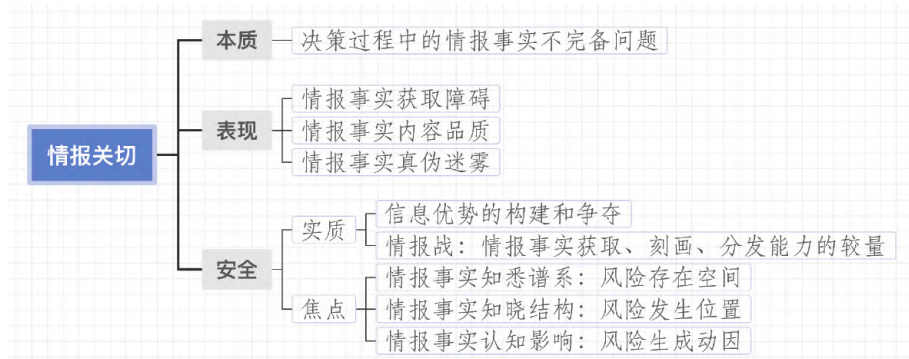 情报关切
本质
决策过程中的情报事实不完备问题
表现
情报事实获取障碍
情报事实内容品质
情报事实真伪迷雾
安全
实质
信息优势的构建和争夺
情报战：情报事实获取、刻画、分发能力的较量
焦点
情报事实知悉谱系：风险存在空间
情报事实知晓结构：风险发生位置
情报事实认知影响：风险生成动因